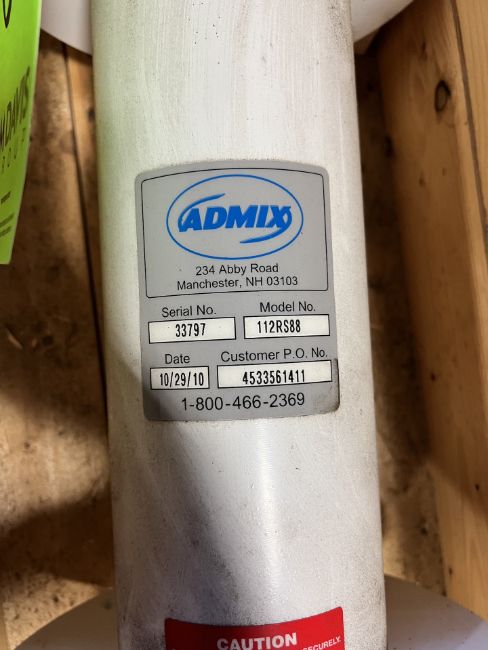 ADMIX
234 Abby Road
Manchester, NH 03103
Serial No. Model No.
33797 112RS88
Date Customer P.O. No.
10/29/10 4533561411
1-800-466-2369
CAUTION
SECURELY.
DAVIS